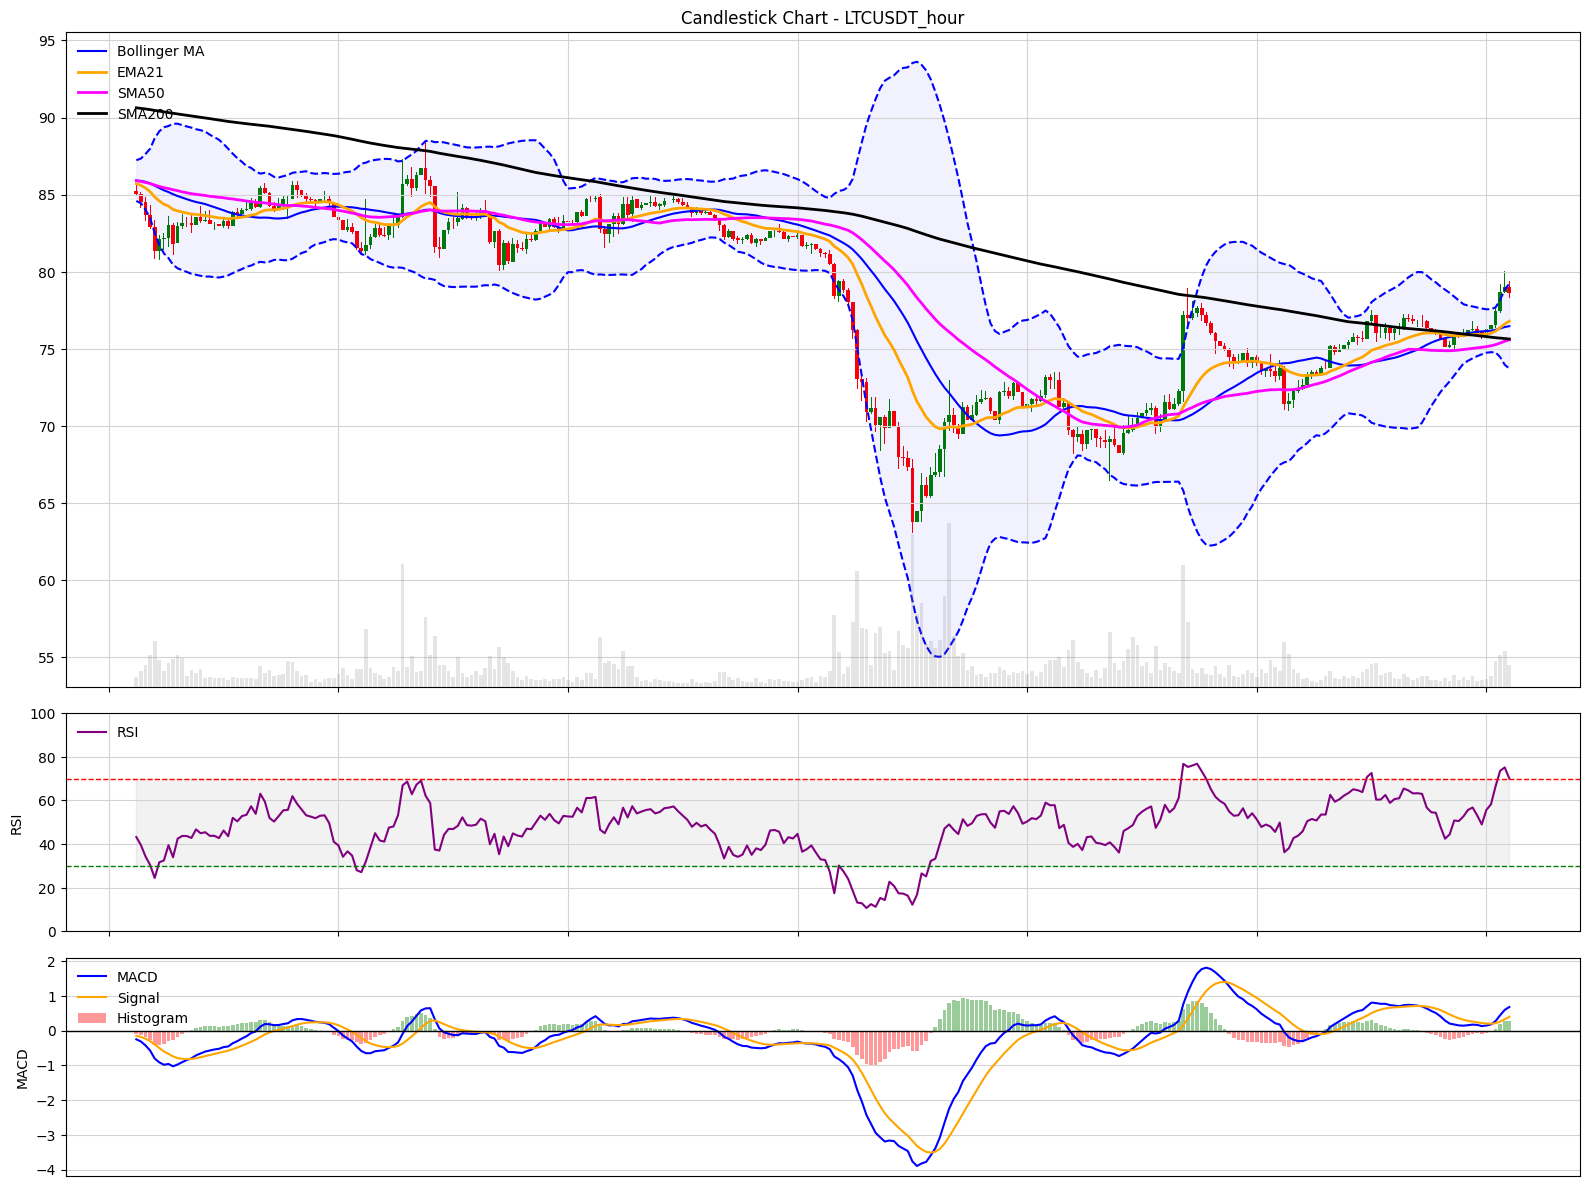 Candlestick Chart - LTCUSDT_hour
95
90
85
80
75
70
65
60
55
Bollinger MA
EMA21
SMA50
SMA200
100
80
60
40
20
0
RSI
RSI
2
1
0
−1
−2
−3
−4
MACD
MACD
Signal
Histogram